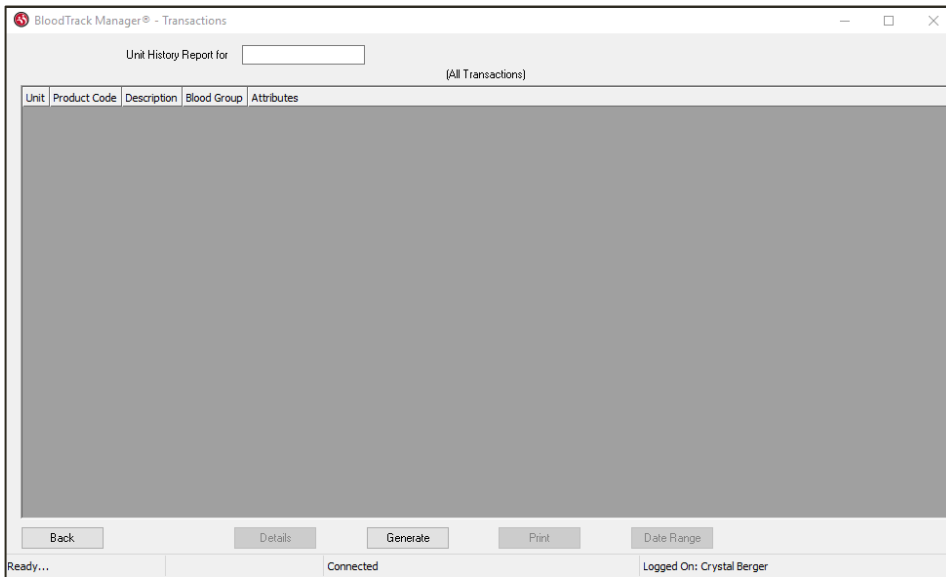 BloodTrack Manager® - Transactions
Unit History Report for
(All Transactions)
Unit Product Code Description Blood Group Attributes
Back Details Generate Print Date Range
Ready... Connected Logged On: Crystal Berger